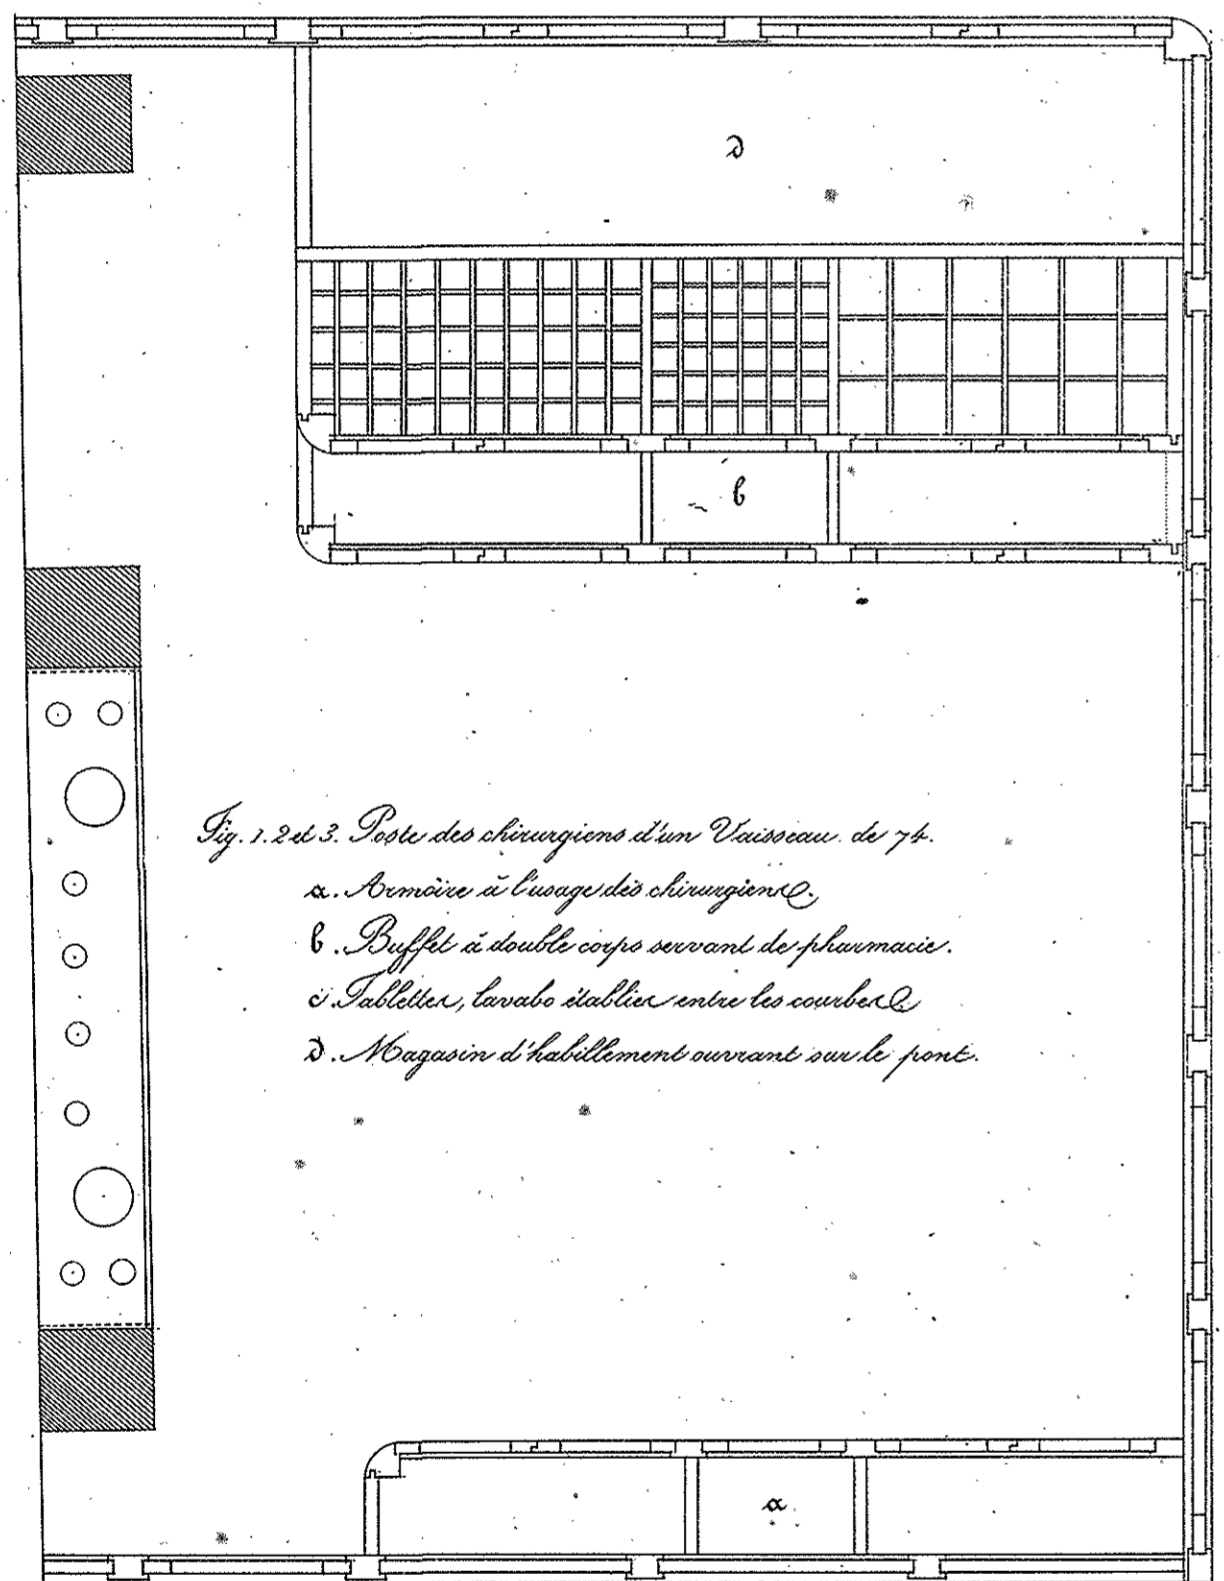 d
b
Fig. 1. 2 et 3. Poste des chirurgiens d'un Vaisseau de 74.
a. Armoire à l'usage des chirurgiens.
b. Buffet à double corps servant de pharmacie.
c. Tablettes, lavabo établies entre les courbes.
d. Magasin d'habillement ouvrant sur le pont.
a